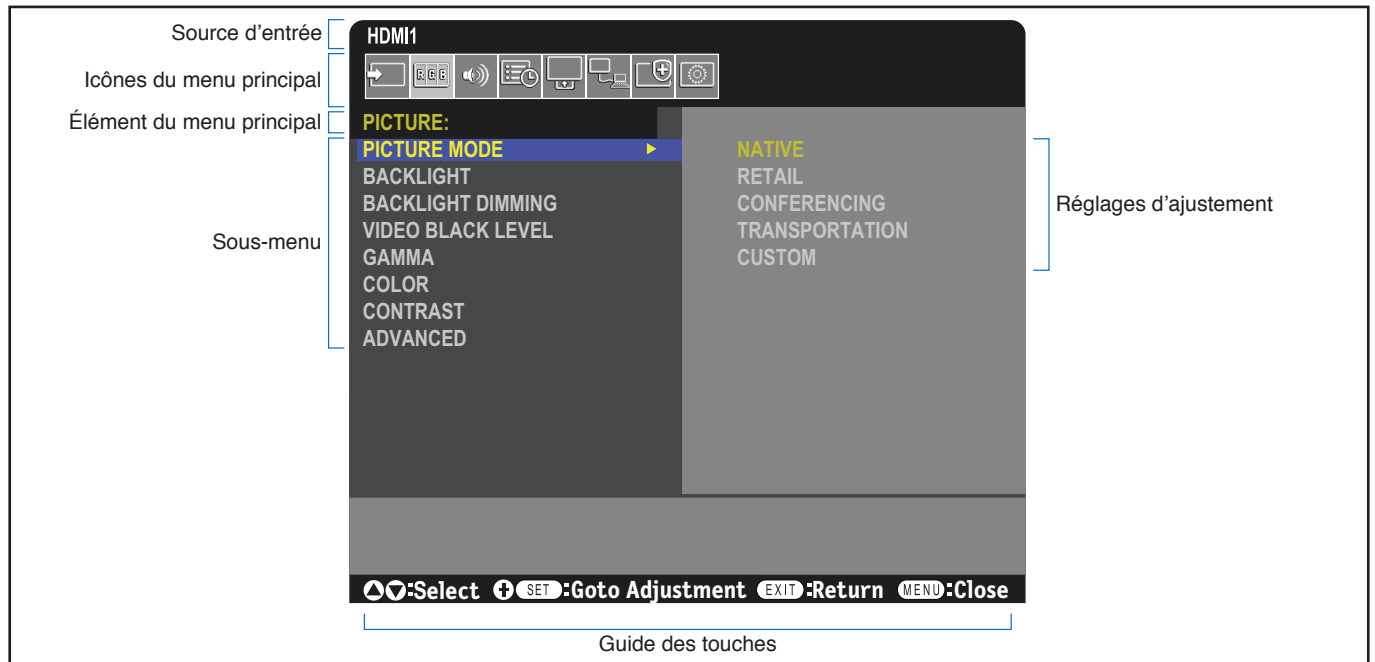 Source d'entrée
HDMI1
Icônes du menu principal
RGB
Élément du menu principal
PICTURE:
Sous-menu
PICTURE MODE
BACKLIGHT
BACKLIGHT DIMMING
VIDEO BLACK LEVEL
GAMMA
COLOR
CONTRAST
ADVANCED
NATIVE
RETAIL
CONFERENCING
TRANSPORTATION
CUSTOM
Réglages d'ajustement
:Select SET:Goto Adjustment EXIT:Return MENU:Close
Guide des touches